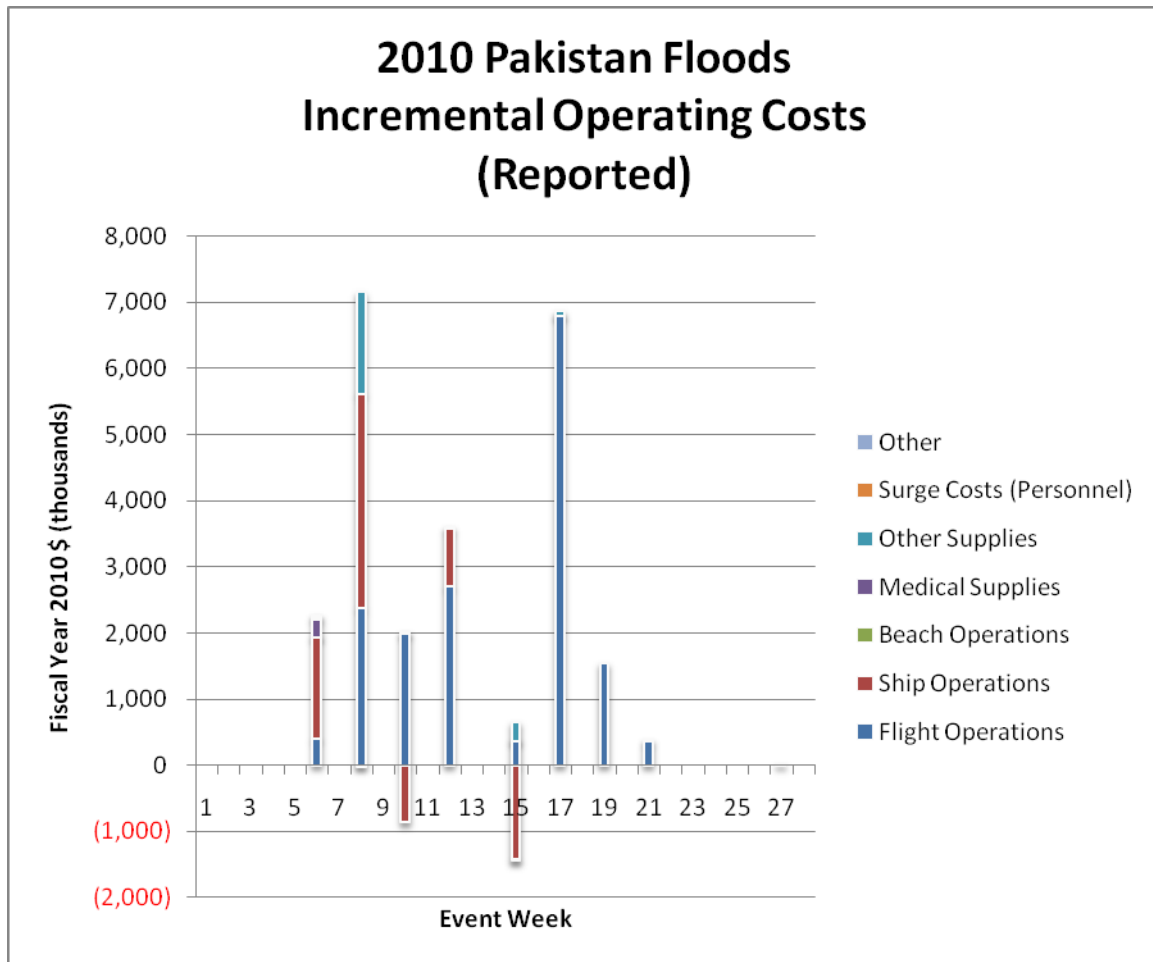 2010 Pakistan Floods
Incremental Operating Costs
(Reported)
8,000
7,000
6,000
5,000
4,000
3,000
2,000
1,000
0
(1,000)
(2,000)
Fiscal Year 2010 $ (thousands)
1 3 5 7 9 11 13 15 17 19 21 23 25 27
Event Week
Other
Surge Costs (Personnel)
Other Supplies
Medical Supplies
Beach Operations
Ship Operations
Flight Operations